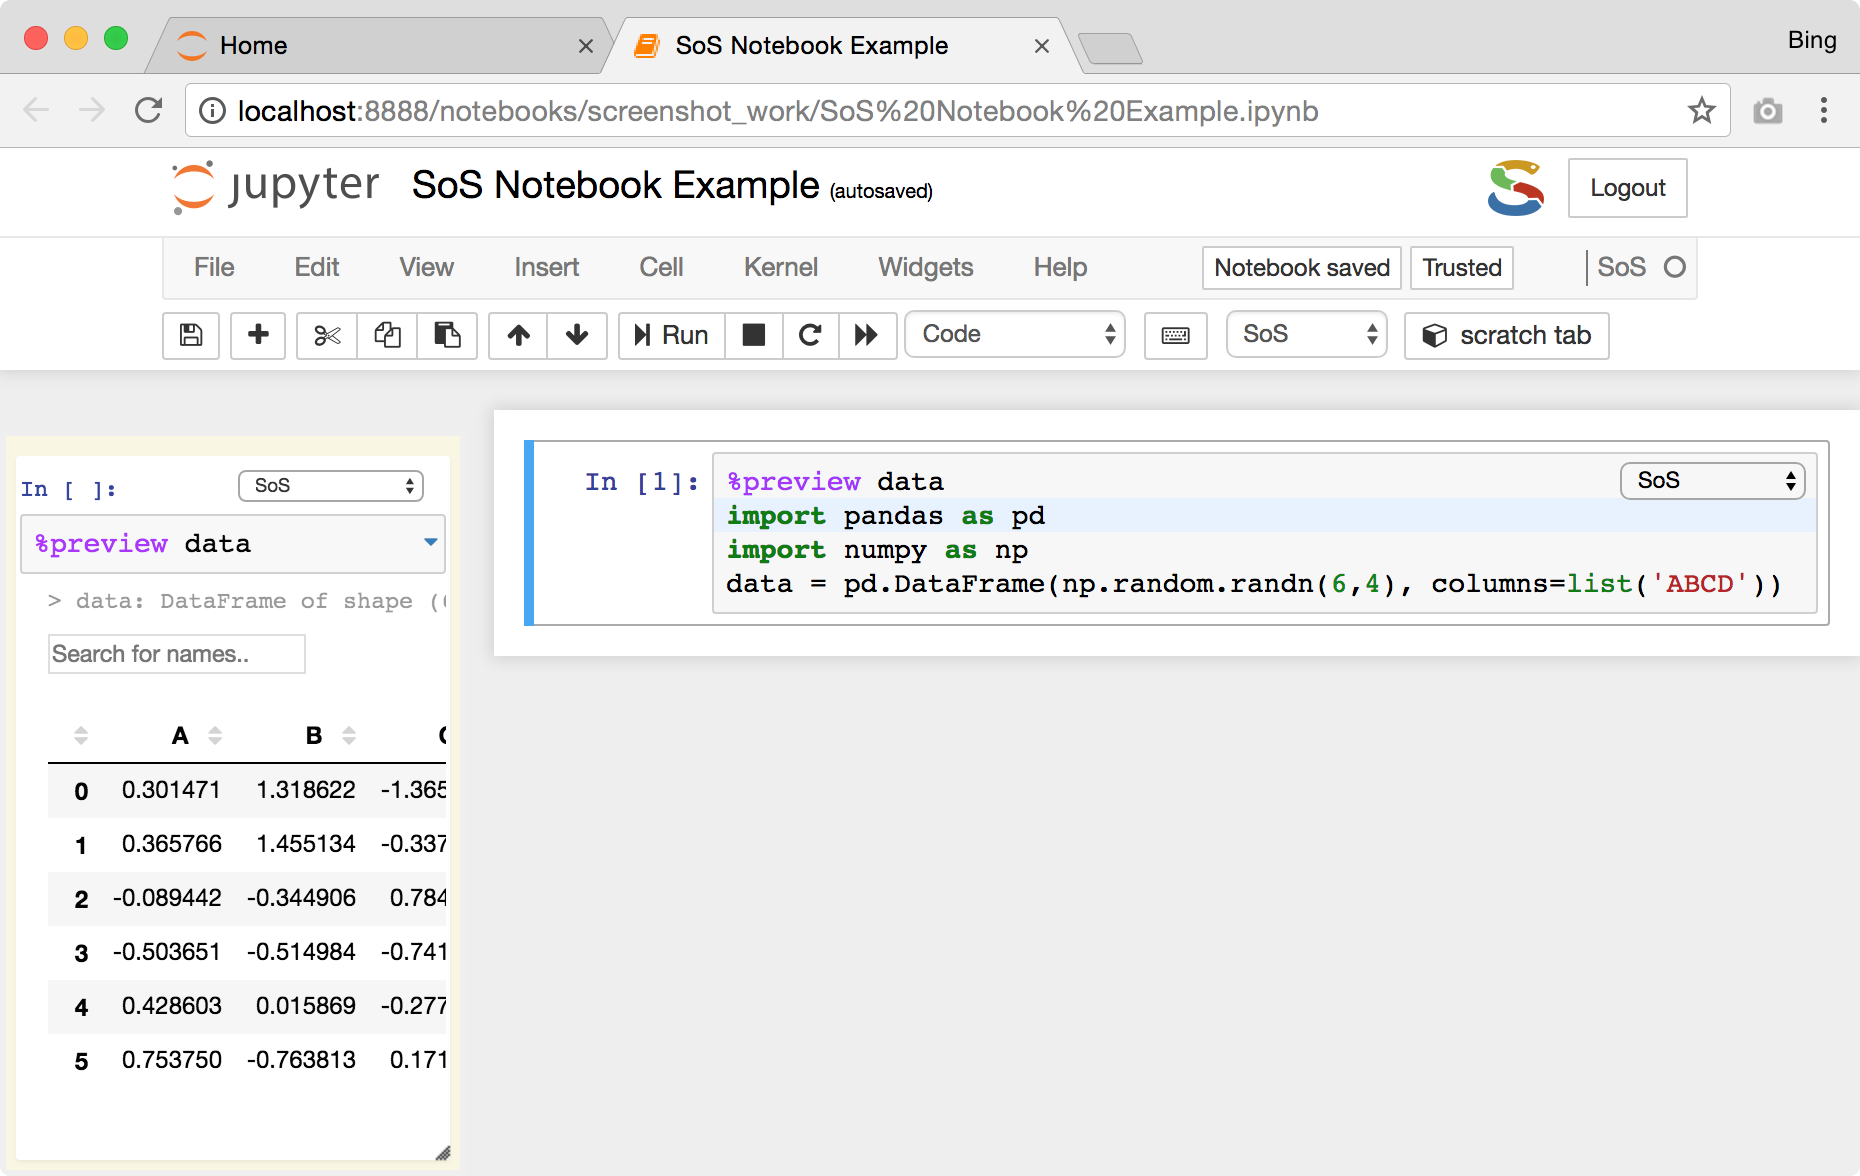 Home
SoS Notebook Example
Bing
localhost:8888/notebooks/screenshot_work/SoS%20Notebook%20Example.ipynb
jupyter SoS Notebook Example (autosaved)
Logout
File Edit View Insert Cell Kernel Widgets Help Notebook saved Trusted SoS
Run Code SoS scratch tab
In [ ]: SoS
%preview data
> data: DataFrame of shape (
Search for names..
A B
0 0.301471 1.318622 -1.365
1 0.365766 1.455134 -0.337
2 -0.089442 -0.344906 0.784
3 -0.503651 -0.514984 -0.741
4 0.428603 0.015869 -0.277
5 0.753750 -0.763813 0.171
In [1]: %preview data SoS
import pandas as pd
import numpy as np
data = pd.DataFrame(np.random.randn(6,4), columns=list('ABCD'))